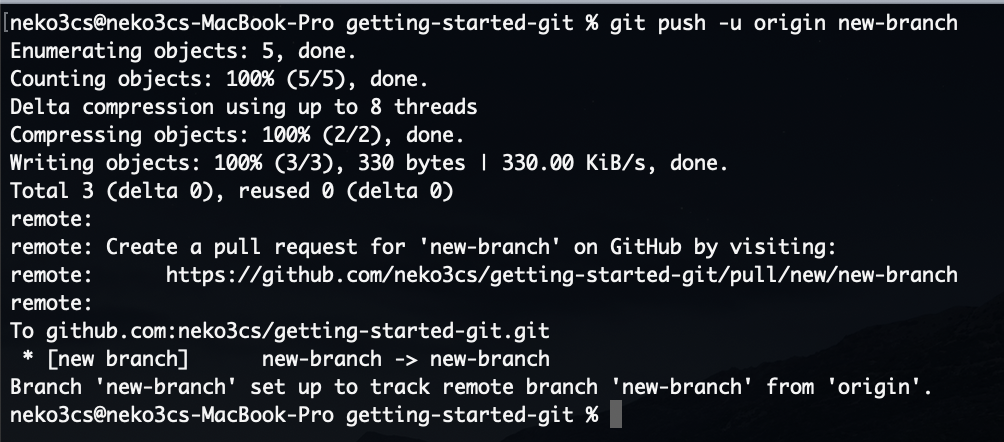 [neko3cs@neko3cs-MacBook-Pro getting-started-git % git push -u origin new-branch
Enumerating objects: 5, done.
Counting objects: 100% (5/5), done.
Delta compression using up to 8 threads
Compressing objects: 100% (2/2), done.
Writing objects: 100% (3/3), 330 bytes | 330.00 KiB/s, done.
Total 3 (delta 0), reused 0 (delta 0)
remote:
remote: Create a pull request for 'new-branch' on GitHub by visiting:
remote:      https://github.com/neko3cs/getting-started-git/pull/new/new-branch
remote:
To github.com:neko3cs/getting-started-git.git
 * [new branch]      new-branch -> new-branch
Branch 'new-branch' set up to track remote branch 'new-branch' from 'origin'.
neko3cs@neko3cs-MacBook-Pro getting-started-git %